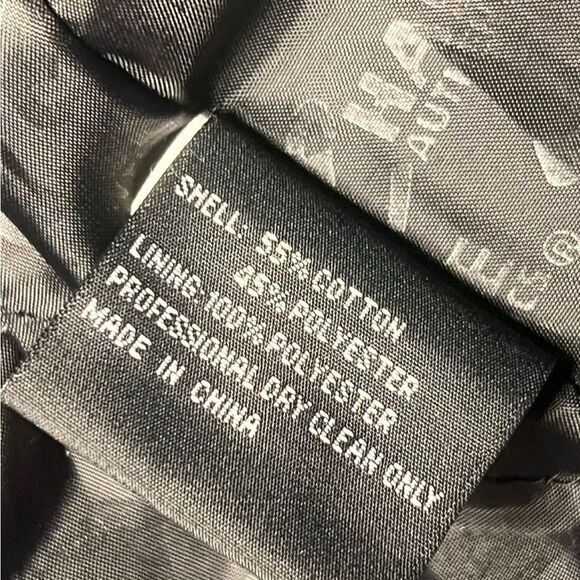 SHELL: 55% COTTON
45% POLYESTER
LINING: 100% POLYESTER
PROFESSIONAL DRY CLEAN ONLY
MADE IN CHINA